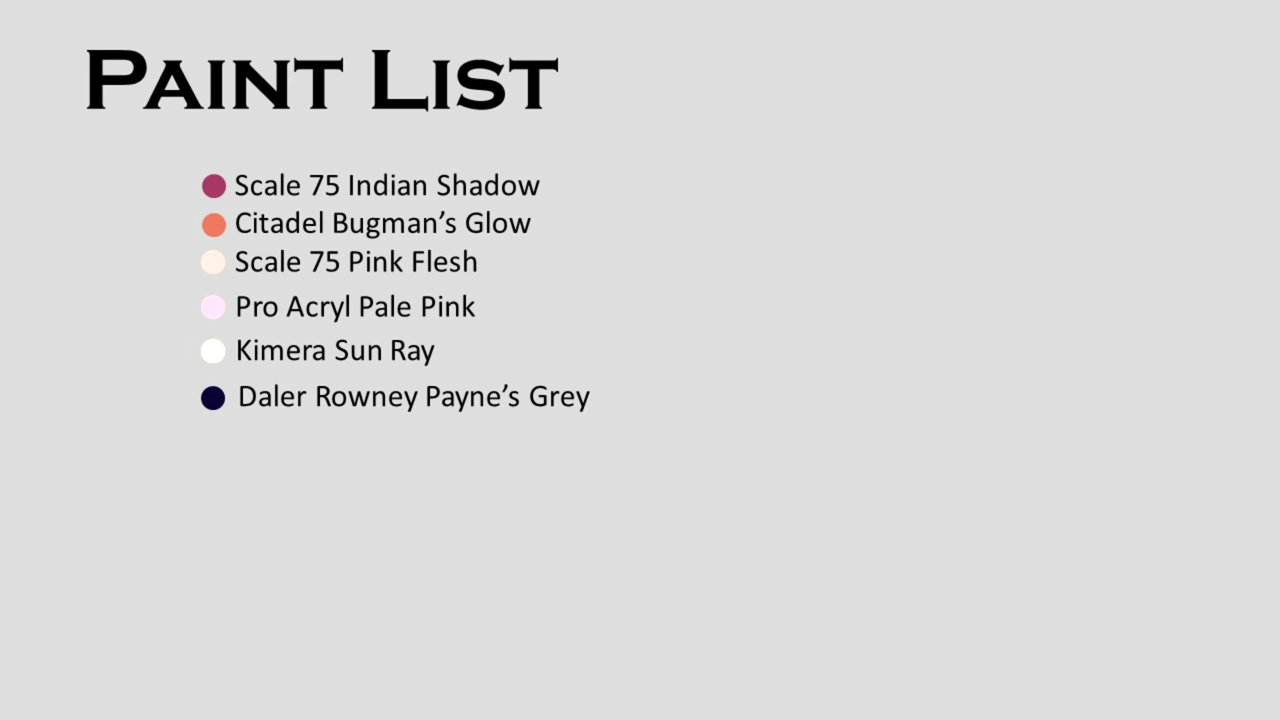 Paint List
Scale 75 Indian Shadow
Citadel Bugman’s Glow
Scale 75 Pink Flesh
Pro Acryl Pale Pink
Kimera Sun Ray
Daler Rowney Payne’s Grey